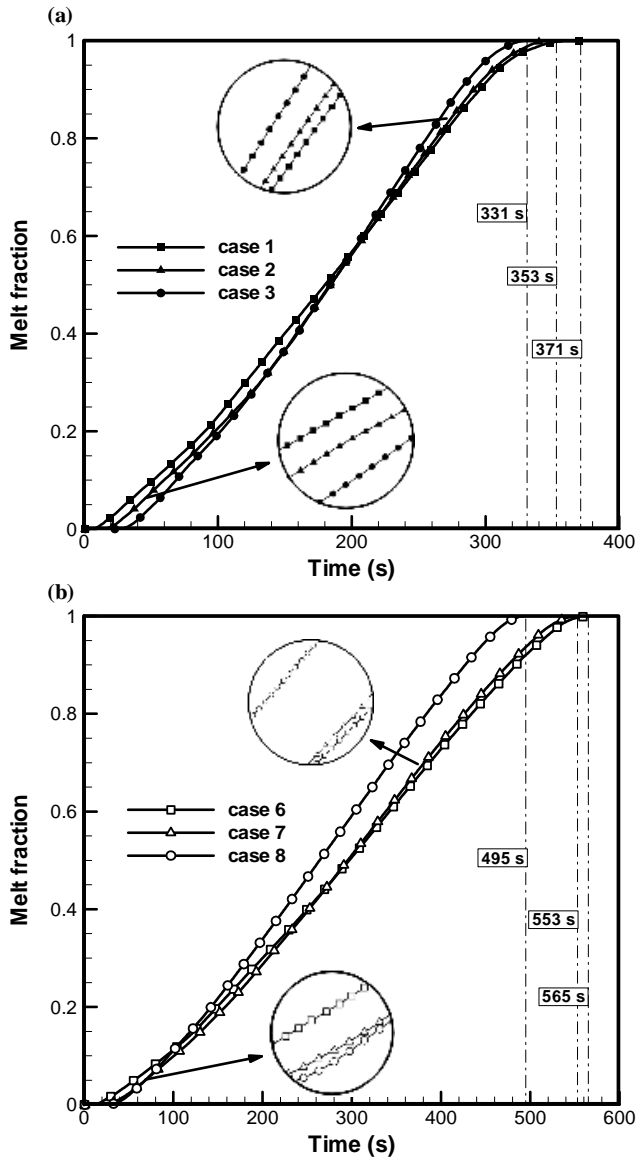 (a)
1
0.8
0.6
0.4
0.2
0
Melt fraction
case 1
case 2
case 3
331 s
353 s
371 s
0 100 200 300 400
Time (s)
(b)
1
0.8
0.6
0.4
0.2
0
Melt fraction
case 6
case 7
case 8
495 s
553 s
565 s
0 100 200 300 400 500 600
Time (s)